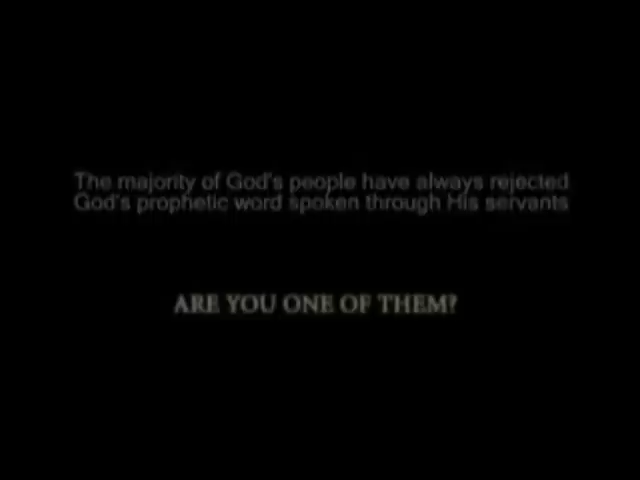 The majority of God's people have always rejected
God's prophetic word spoken through His servants
ARE YOU ONE OF THEM?